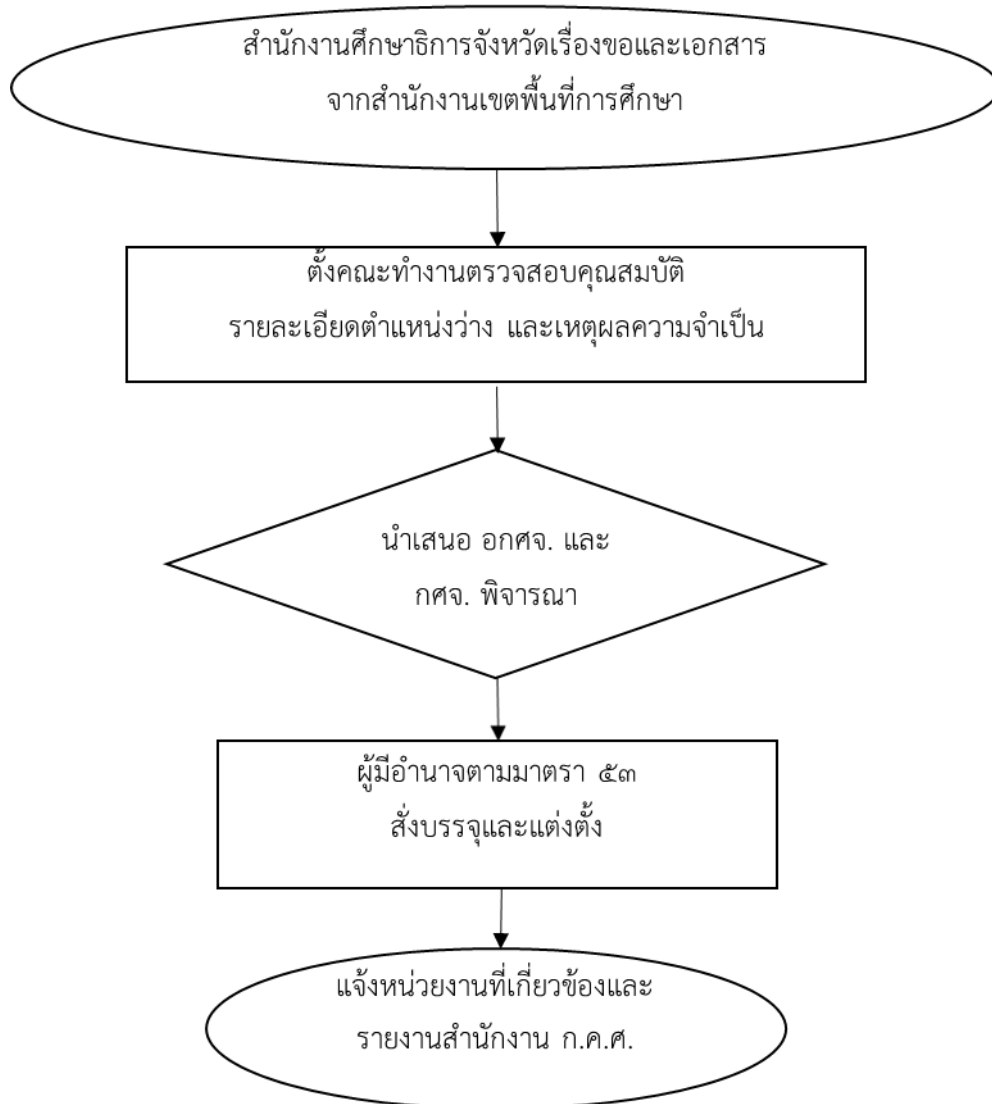 สำนักงานศึกษาธิการจังหวัดเรื่องขอและเอกสาร
จากสำนักงานเขตพื้นที่การศึกษา
ตั้งคณะทำงานตรวจสอบคุณสมบัติ
รายละเอียดตำแหน่งว่าง และเหตุผลความจำเป็น
นำเสนอ อกศจ. และ
กศจ. พิจารณา
ผู้มีอำนาจตามมาตรา ๕๓
สั่งบรรจุและแต่งตั้ง
แจ้งหน่วยงานที่เกี่ยวข้องและ
รายงานสำนักงาน ก.ค.ศ.